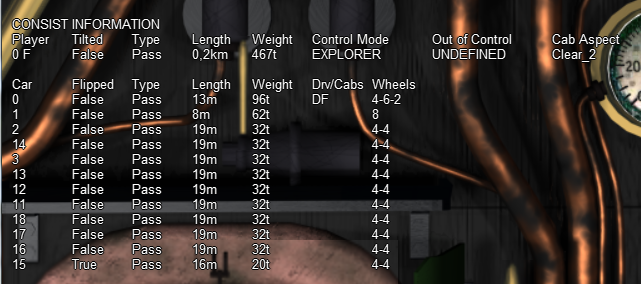 CONSIST INFORMATION
Player Tilted Type Length Weight Control Mode Out of Control Cab Aspect
0 F False Pass 0,2km 467t EXPLORER UNDEFINED Clear_2
Car Flipped Type Length Weight Drv/Cabs Wheels
0 False Pass 13m 96t DF 4-6-2
1 False Pass 8m 62t 8
2 False Pass 19m 32t 4-4
14 False Pass 19m 32t 4-4
3 False Pass 19m 32t 4-4
13 False Pass 19m 32t 4-4
12 False Pass 19m 32t 4-4
11 False Pass 19m 32t 4-4
18 False Pass 19m 32t 4-4
17 False Pass 19m 32t 4-4
16 False Pass 19m 32t 4-4
15 True Pass 16m 20t 4-4